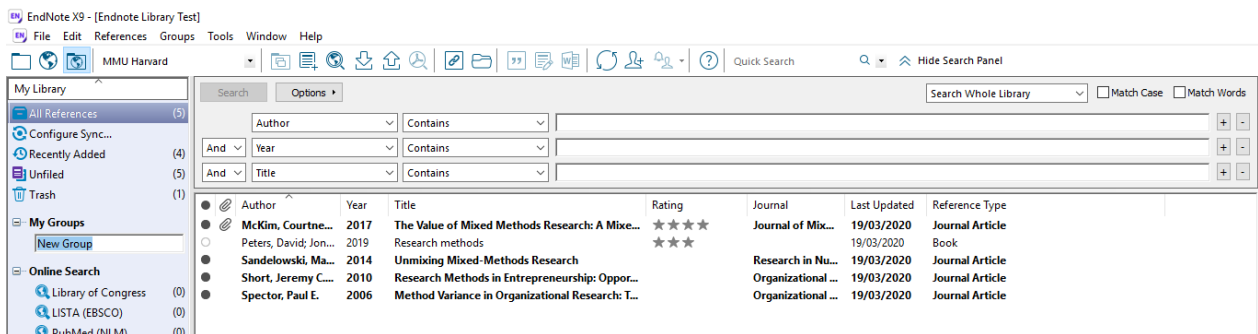 EndNote X9 - [Endnote Library Test]
File Edit References Groups Tools Window Help
MMU Harvard
Quick Search
Hide Search Panel
My Library
All References (5)
Configure Sync...
Recently Added (4)
Unfiled (5)
Trash (1)
My Groups
New Group
Online Search
Library of Congress (0)
LISTA (EBSCO) (0)
PubMed (NLM) (0)
Search Options Search Whole Library Match Case Match Words
Author Contains + -
And Year Contains + -
And Title Contains + -
Author Year Title Rating Journal Last Updated Reference Type
McKim, Courtne... 2017 The Value of Mixed Methods Research: A Mixe... ★★★★ Journal of Mix... 19/03/2020 Journal Article
Peters, David; Jon... 2019 Research methods ★★★ 19/03/2020 Book
Sandelowski, Ma... 2014 Unmixing Mixed-Methods Research Research in Nu... 19/03/2020 Journal Article
Short, Jeremy C.... 2010 Research Methods in Entrepreneurship: Oppor... Organizational ... 19/03/2020 Journal Article
Spector, Paul E. 2006 Method Variance in Organizational Research: T... Organizational ... 19/03/2020 Journal Article